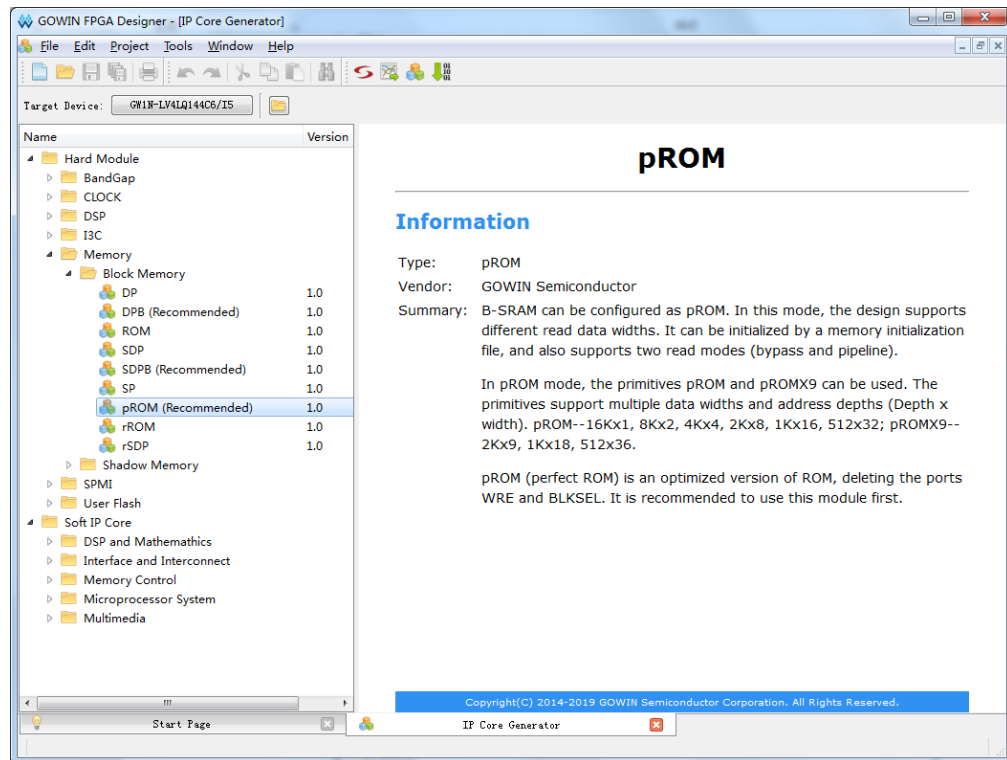 GOWIN FPGA Designer - [IP Core Generator]
File Edit Project Tools Window Help
Target Device: GW1N-LV4LQ144C6/I5
Name Version
Hard Module
BandGap
CLOCK
DSP
I3C
Memory
Block Memory
DP 1.0
DPB (Recommended) 1.0
ROM 1.0
SDP 1.0
SDPB (Recommended) 1.0
SP 1.0
pROM (Recommended) 1.0
rROM 1.0
rSDP 1.0
Shadow Memory
SPMI
User Flash
Soft IP Core
DSP and Mathemathics
Interface and Interconnect
Memory Control
Microprocessor System
Multimedia
pROM
Information
Type: pROM
Vendor: GOWIN Semiconductor
Summary: B-SRAM can be configured as pROM. In this mode, the design supports
different read data widths. It can be initialized by a memory initialization
file, and also supports two read modes (bypass and pipeline).
In pROM mode, the primitives pROM and pROMX9 can be used. The
primitives support multiple data widths and address depths (Depth x
width). pROM--16Kx1, 8Kx2, 4Kx4, 2Kx8, 1Kx16, 512x32; pROMX9--
2Kx9, 1Kx18, 512x36.
pROM (perfect ROM) is an optimized version of ROM, deleting the ports
WRE and BLKSEL. It is recommended to use this module first.
Copyright(C) 2014-2019 GOWIN Semiconductor Corporation. All Rights Reserved.
Start Page IP Core Generator